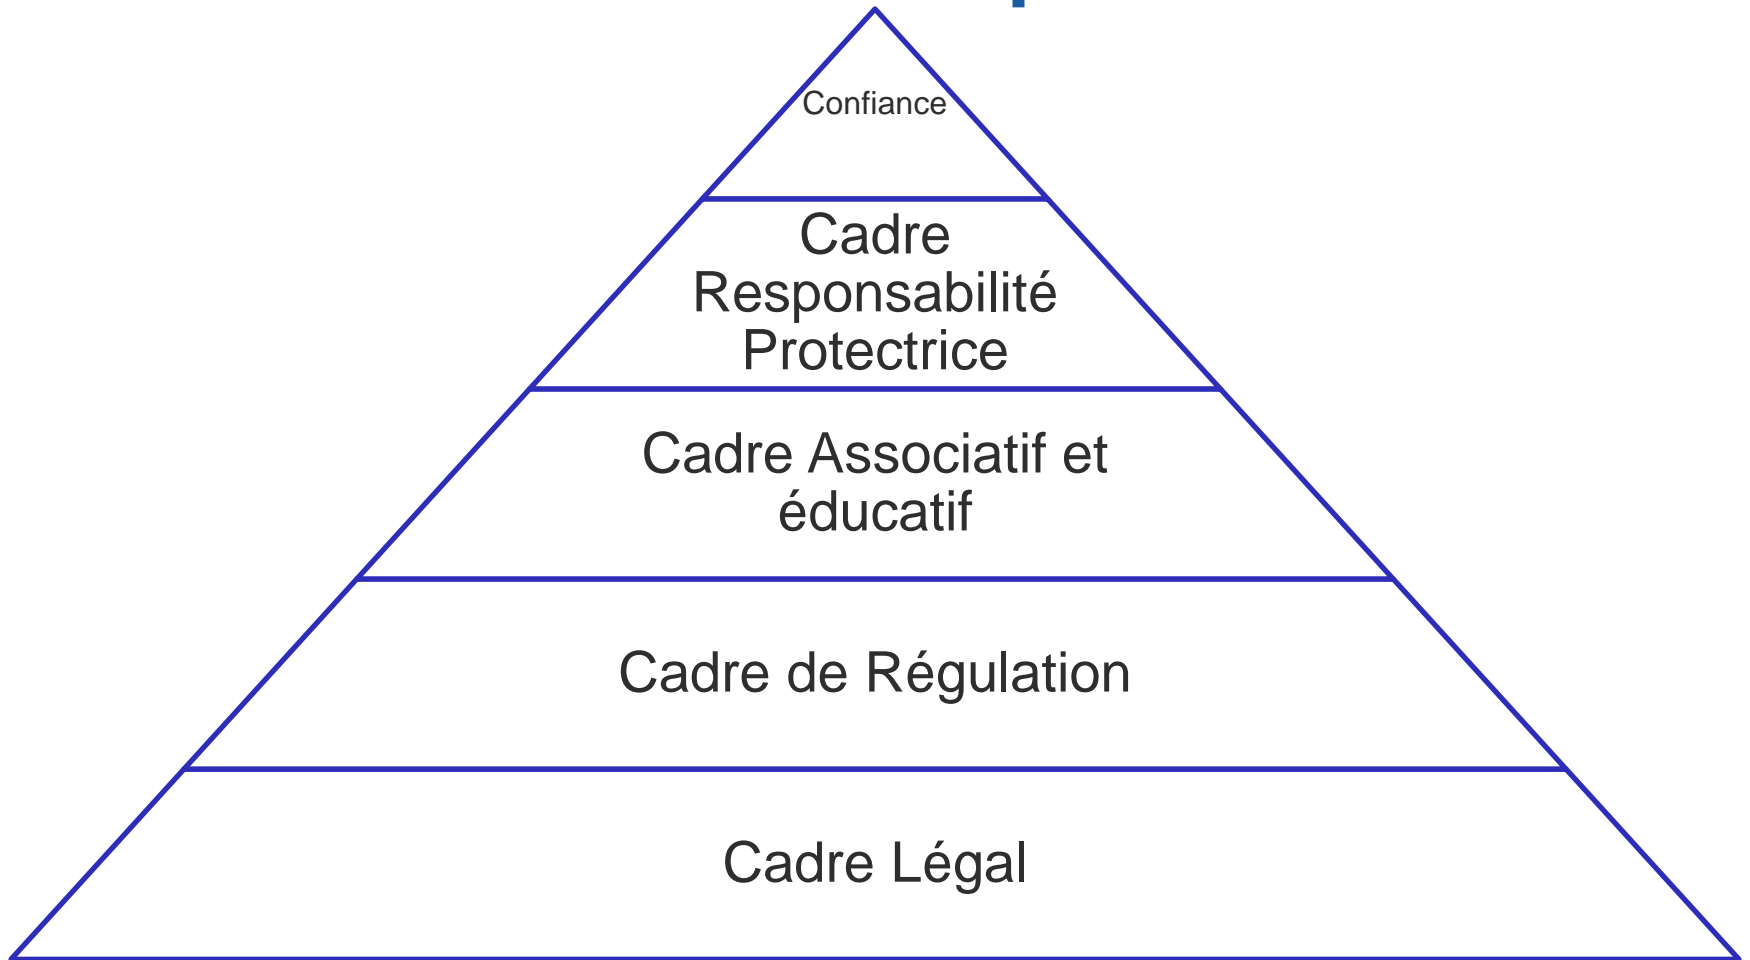 Confiance
Cadre
Responsabilité
Protectrice
Cadre Associatif et
éducatif
Cadre de Régulation
Cadre Légal